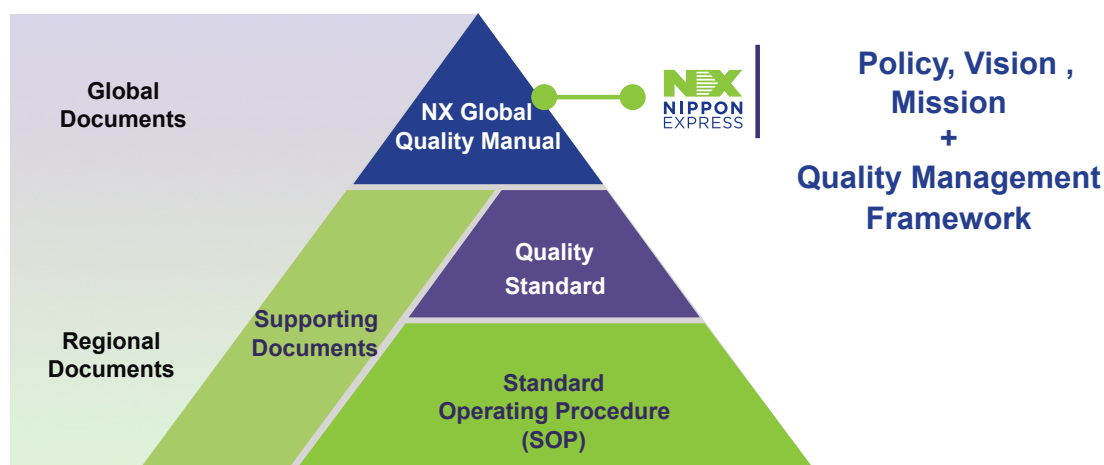 Global
Documents
NX Global
Quality Manual
NX
NIPPON
EXPRESS
Policy, Vision ,
Mission
+
Quality Management
Framework
Quality
Standard
Supporting
Documents
Regional
Documents
Standard
Operating Procedure
(SOP)